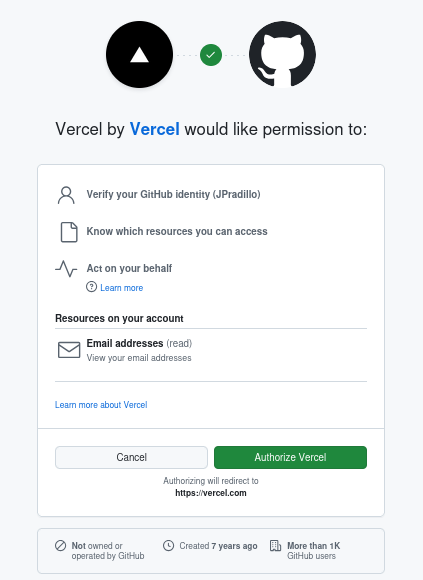 Vercel by Vercel would like permission to:
Verify your GitHub identity (JPradillo)
Know which resources you can access
Act on your behalf
Learn more
Resources on your account
Email addresses (read)
View your email addresses
Learn more about Vercel
Cancel
Authorize Vercel
Authorizing will redirect to
https://vercel.com
Not owned or
operated by GitHub
Created 7 years ago
More than 1K
GitHub users